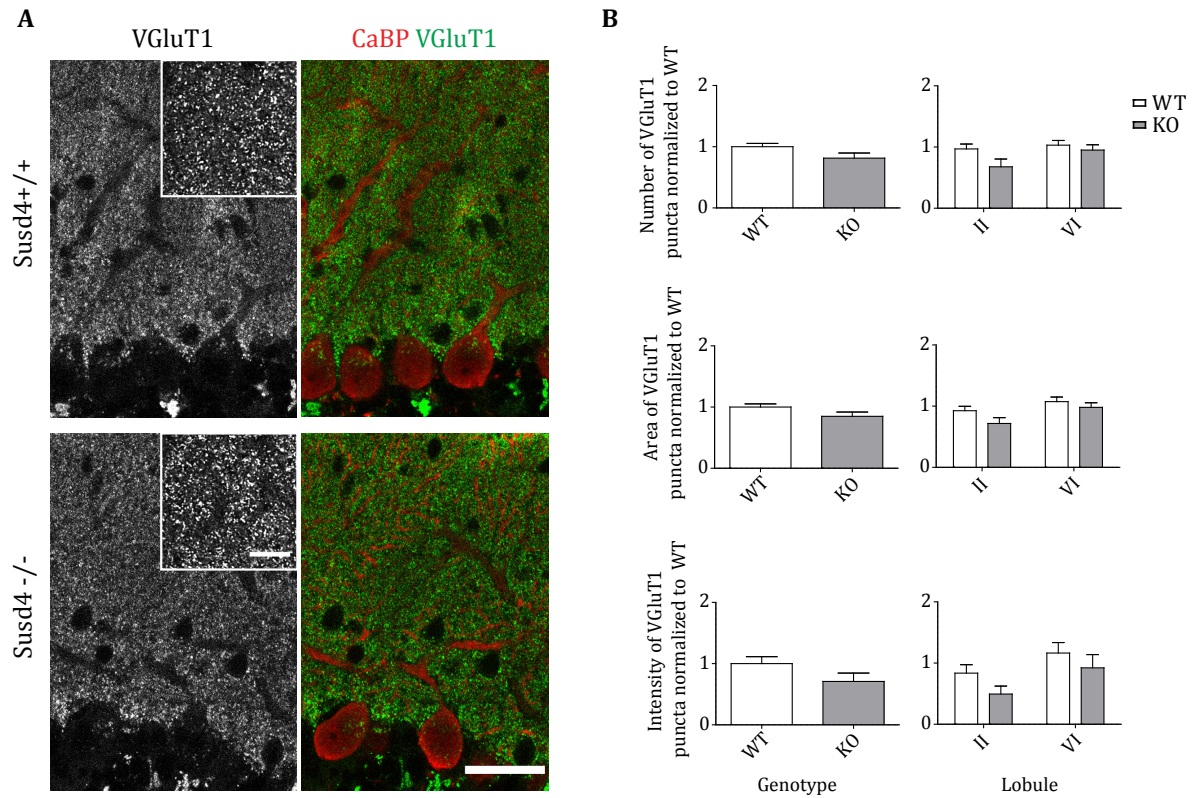 A
VGluT1
CaBP VGluT1
Susd4+/+
Susd4 -/-
B
Number of VGluT1
puncta normalized to WT
2
1
0
WT
KO
2
1
0
II
VI
WT
KO
Area of VGluT1
puncta normalized to WT
2
1
0
WT
KO
2
1
0
II
VI
Intensity of VGluT1
puncta normalized to WT
2
1
0
WT
KO
Genotype
2
1
0
II
VI
Lobule